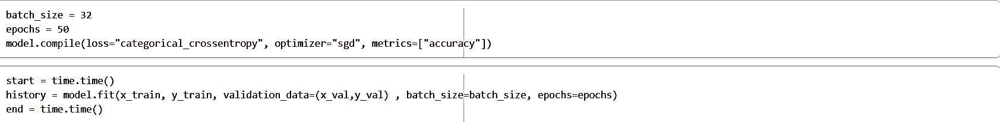 batch_size = 32
epochs = 50
model.compile(loss="categorical_crossentropy", optimizer="sgd", metrics=["accuracy"])
start = time.time()
history = model.fit(x_train, y_train, validation_data=(x_val,y_val) , batch_size=batch_size, epochs=epochs)
end = time.time()